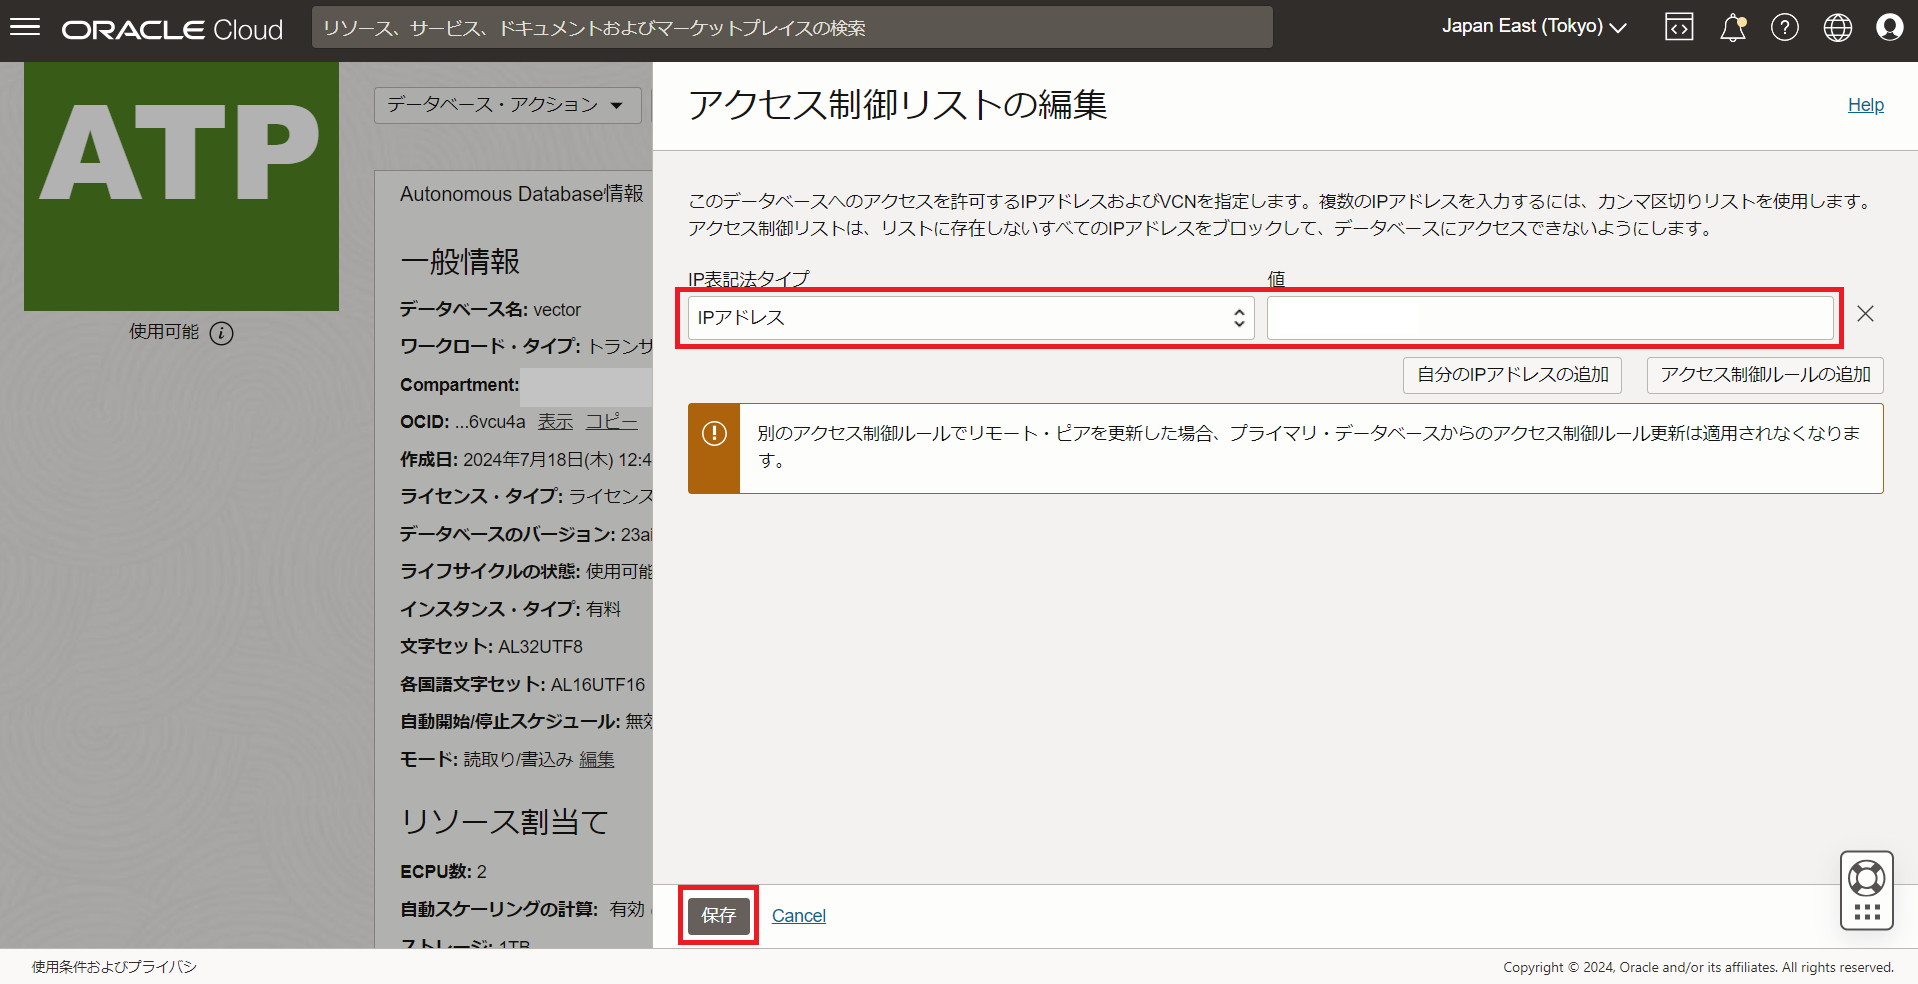 ORACLE Cloud
リソース、サービス、ドキュメントおよびマーケットプレイスの検索
Japan East (Tokyo)
ATP
使用可能
データベース・アクション
Autonomous Database情報
一般情報
データベース名: vector
ワークロード・タイプ: トランザ
Compartment:
OCID: ...6vcu4a 表示 コピー
作成日: 2024年7月18日(木) 12:4
ライセンス・タイプ: ライセンス
データベースのバージョン: 23ai
ライフサイクルの状態: 使用可能
インスタンス・タイプ: 有料
文字セット: AL32UTF8
各国語文字セット: AL16UTF16
自動開始/停止スケジュール: 無効
モード: 読取り/書込み 編集
リソース割当て
ECPU数: 2
自動スケーリングの計算: 有効
ストレージ: 1TB
アクセス制御リストの編集
Help
このデータベースへのアクセスを許可するIPアドレスおよびVCNを指定します。複数のIPアドレスを入力するには、カンマ区切りリストを使用します。
アクセス制御リストは、リストに存在しないすべてのIPアドレスをブロックして、データベースにアクセスできないようにします。
IP表記法タイプ
値
IPアドレス
自分のIPアドレスの追加
アクセス制御ルールの追加
別のアクセス制御ルールでリモート・ピアを更新した場合、プライマリ・データベースからのアクセス制御ルール更新は適用されなくなりま
す。
保存
Cancel
使用条件およびプライバシ
Copyright © 2024, Oracle and/or its affiliates. All rights reserved.